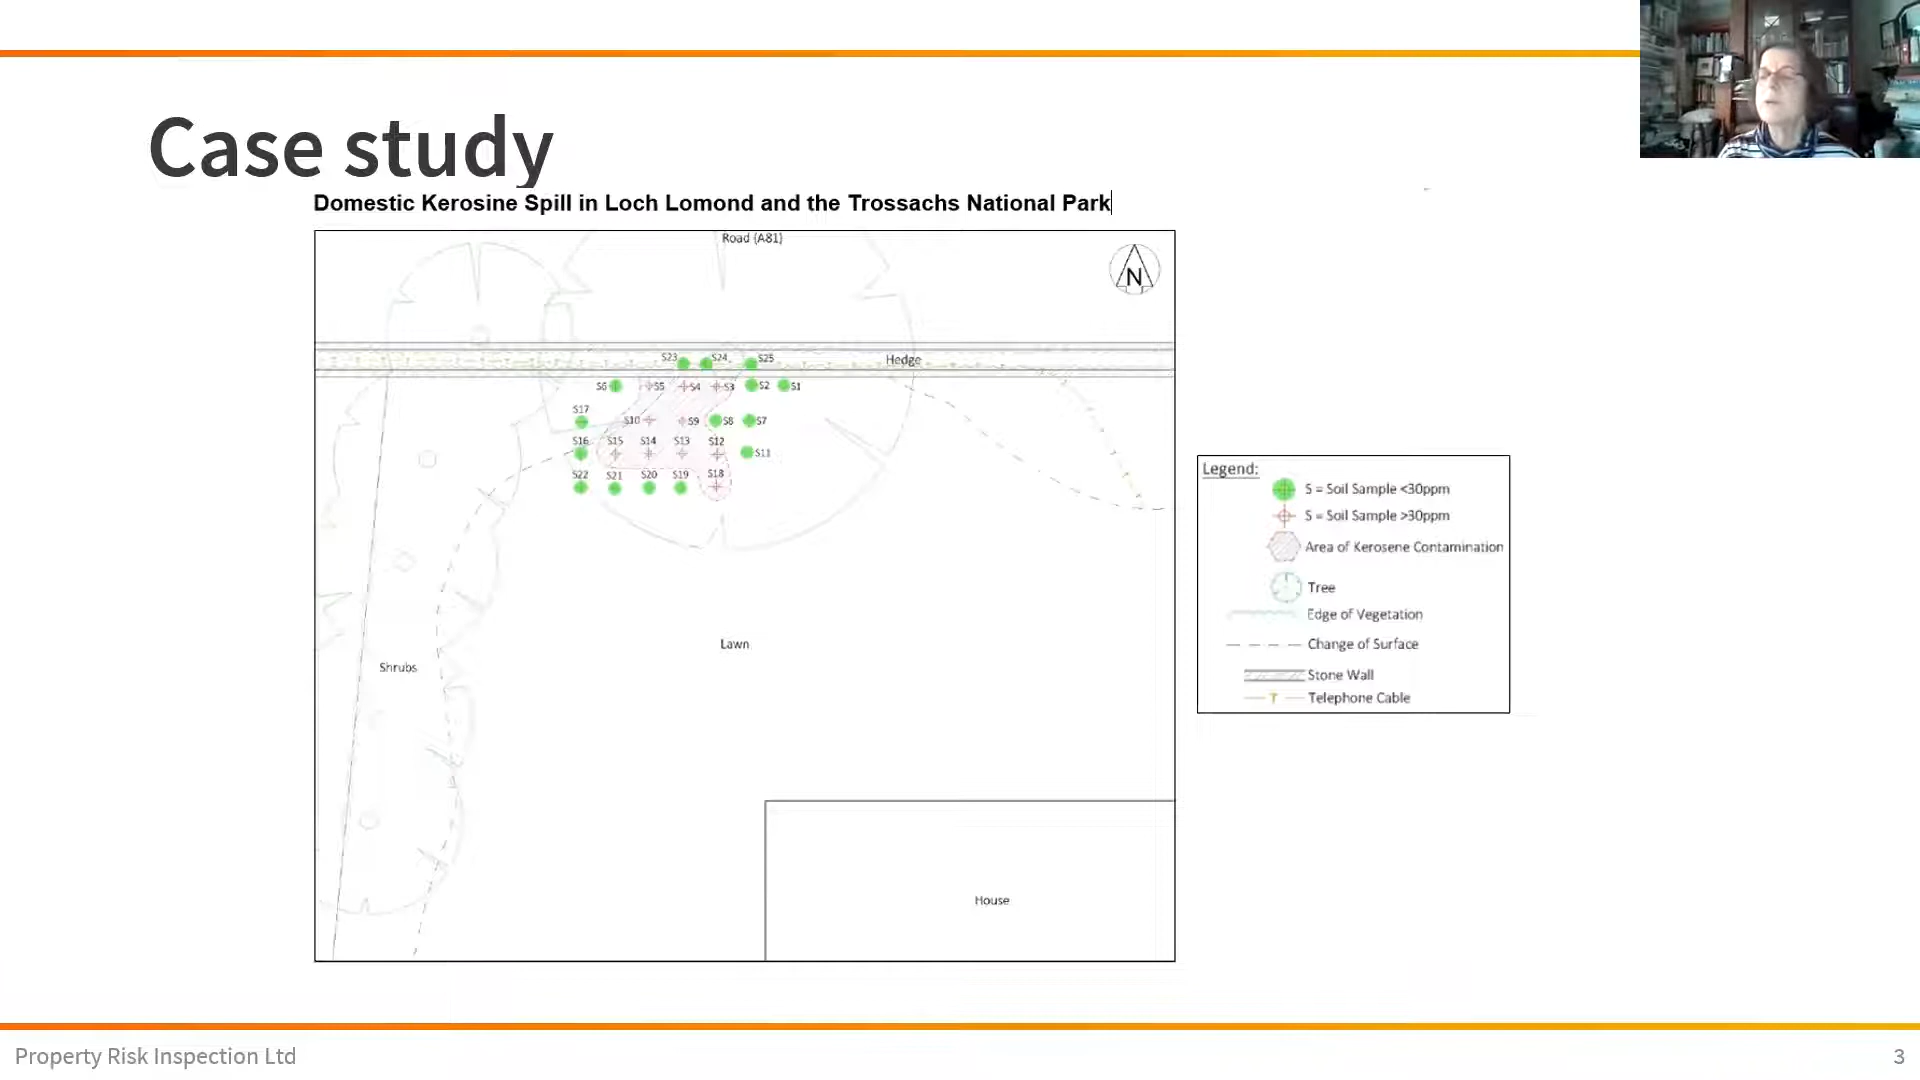 Case study
Domestic Kerosine Spill in Loch Lomond and the Trossachs National Park
Road (A81)
N
S23 S24 S25 Hedge
S6 S5 S4 S3 S2 S1
S17
S10 S9 S8 S7
S16 S15 S14 S13 S12
S11
S22 S21 S20 S19 S18
Legend:
S = Soil Sample <30ppm
S = Soil Sample >30ppm
Area of Kerosene Contamination
Tree
Edge of Vegetation
Change of Surface
Stone Wall
T Telephone Cable
Lawn
Shrubs
House
Property Risk Inspection Ltd
3